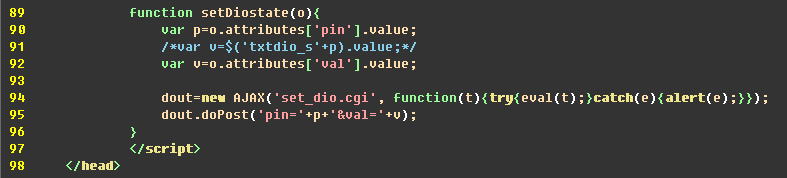 89 function setDiostate(o){
90 var p=o.attributes['pin'].value;
91 /*var v=$('txtdio_s'+p).value;*/
92 var v=o.attributes['val'].value;
93
94 dout=new AJAX('set_dio.cgi', function(t){try{eval(t);}catch(e){alert(e);}});
95 dout.doPost('pin='+p+'&val='+v);
96 }
97 </script>
98 </head>